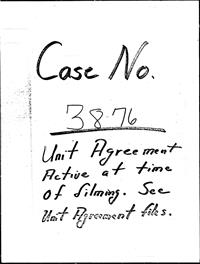 Case No.
3876
Unit Agreement
Active at time
of filming. See
Unit Agreement files.